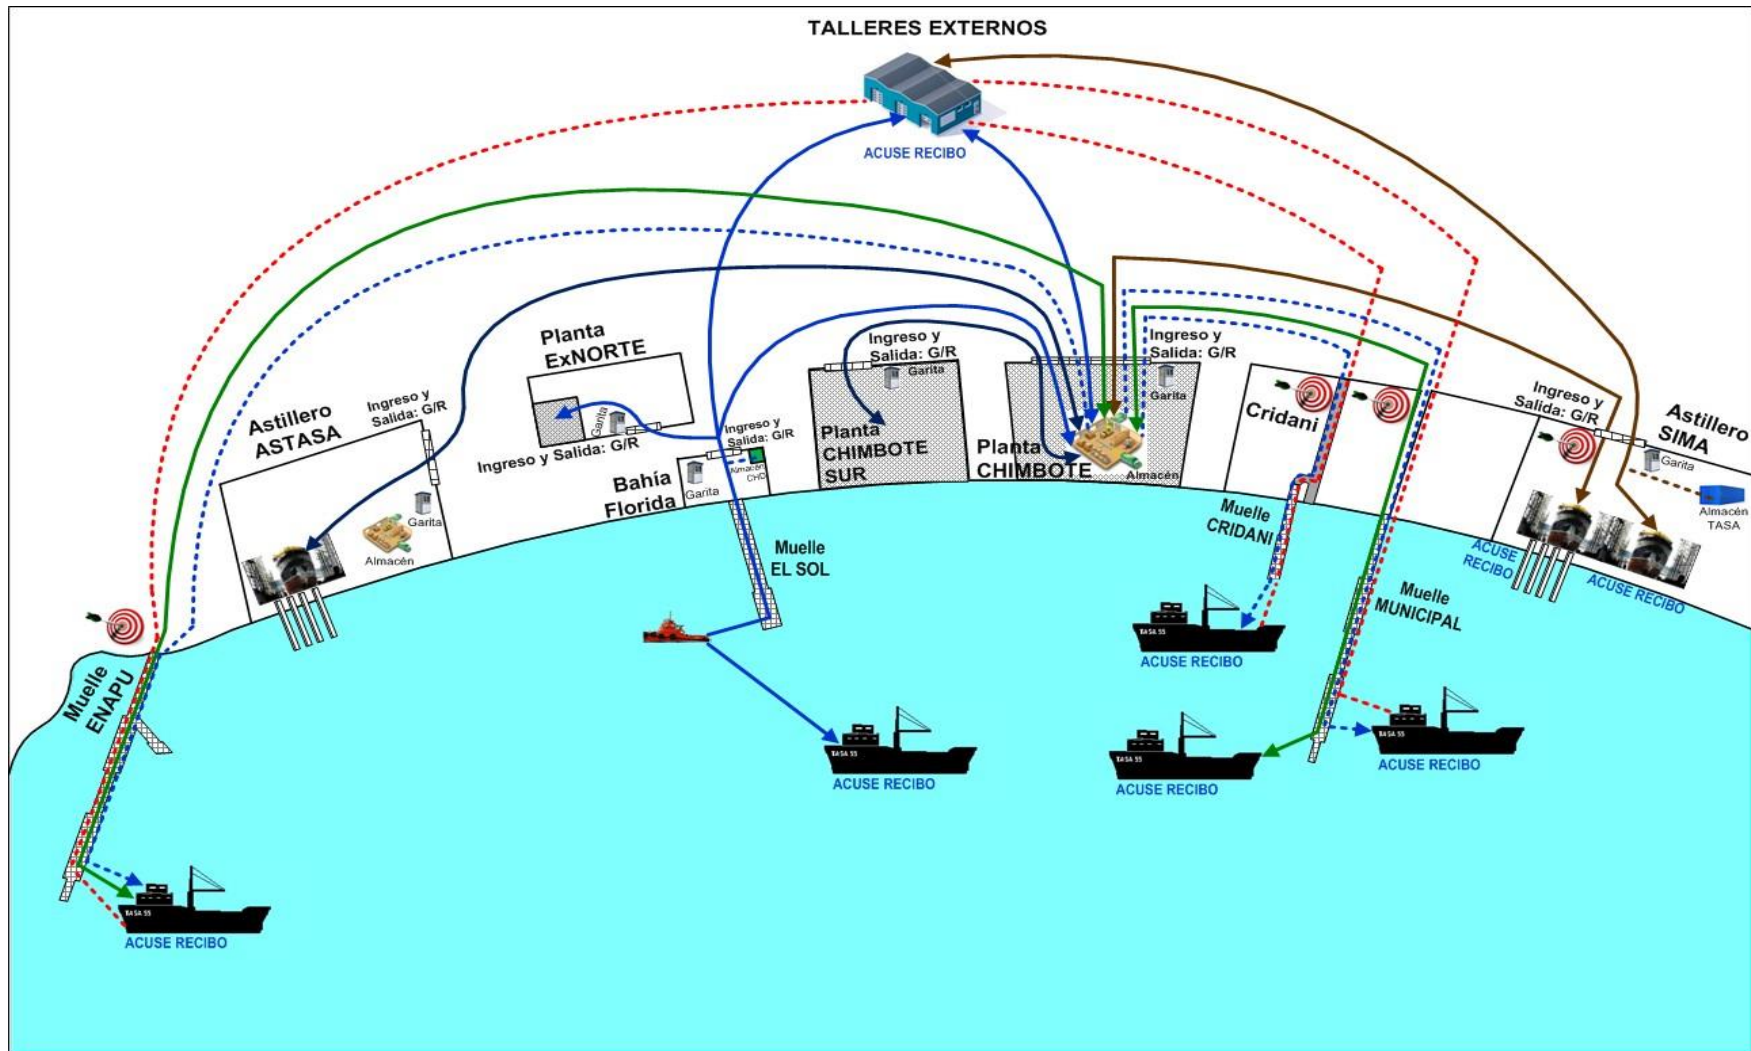 TALLERES EXTERNOS
ACUSE RECIBO
Planta
ExNORTE
Ingreso y
Salida: G/R
Garita
Ingreso y
Salida: G/R
Garita
Ingreso y
Salida: G/R
Astillero
ASTASA
Garita
Almacén
Garita
Ingreso y Salida: G/R
Ingreso y
Salida: G/R
Almacén
CHD
Garita
Bahía
Florida
Planta
CHIMBOTE
SUR
Planta
CHIMBOTE
Almacén
Cridani
Ingreso y
Salida: G/R
Astillero
SIMA
Garita
Almacén
TASA
ACUSE
RECIBO
ACUSE RECIBO
Muelle
EL SOL
Muelle
CRIDANI
Muelle
MUNICIPAL
Muelle
ENAPU
ACUSE RECIBO
ACUSE RECIBO
ACUSE RECIBO
ACUSE RECIBO
ACUSE RECIBO